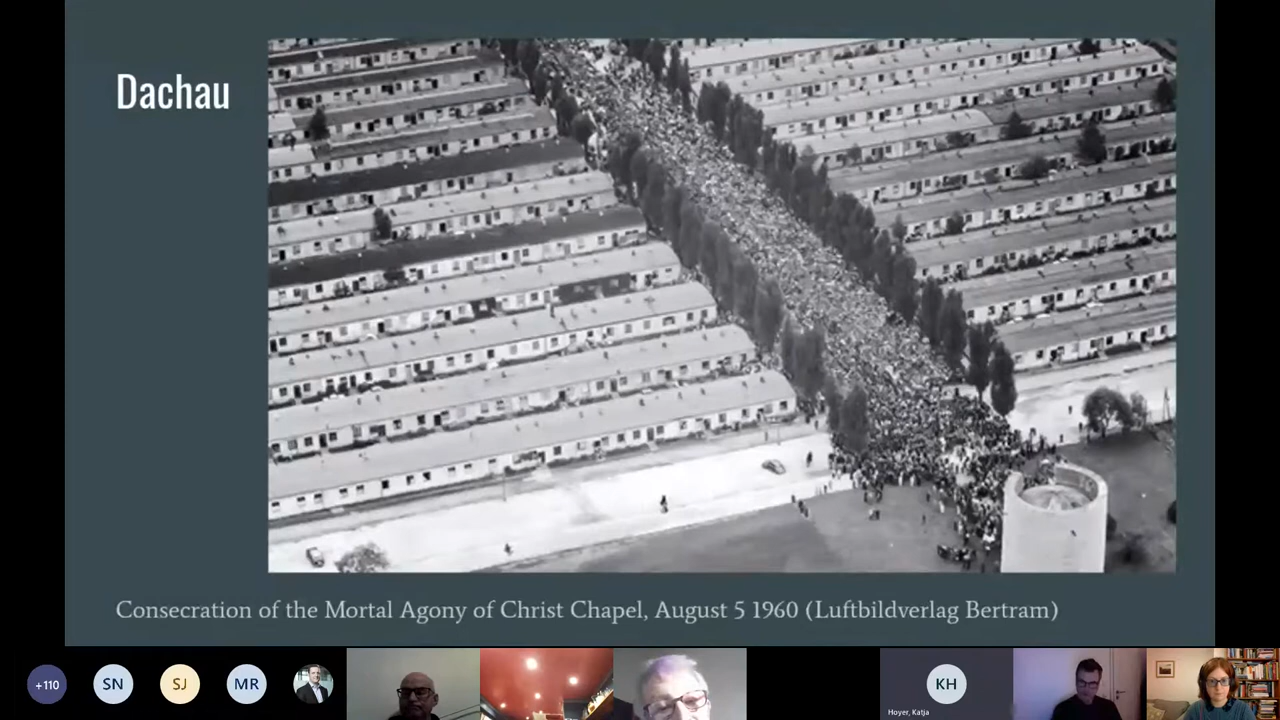 Dachau
Consecration of the Mortal Agony of Christ Chapel, August 5 1960 (Luftbildverlag Bertram)
+110
SN
SJ
MR
KH
Hoyer, Katja